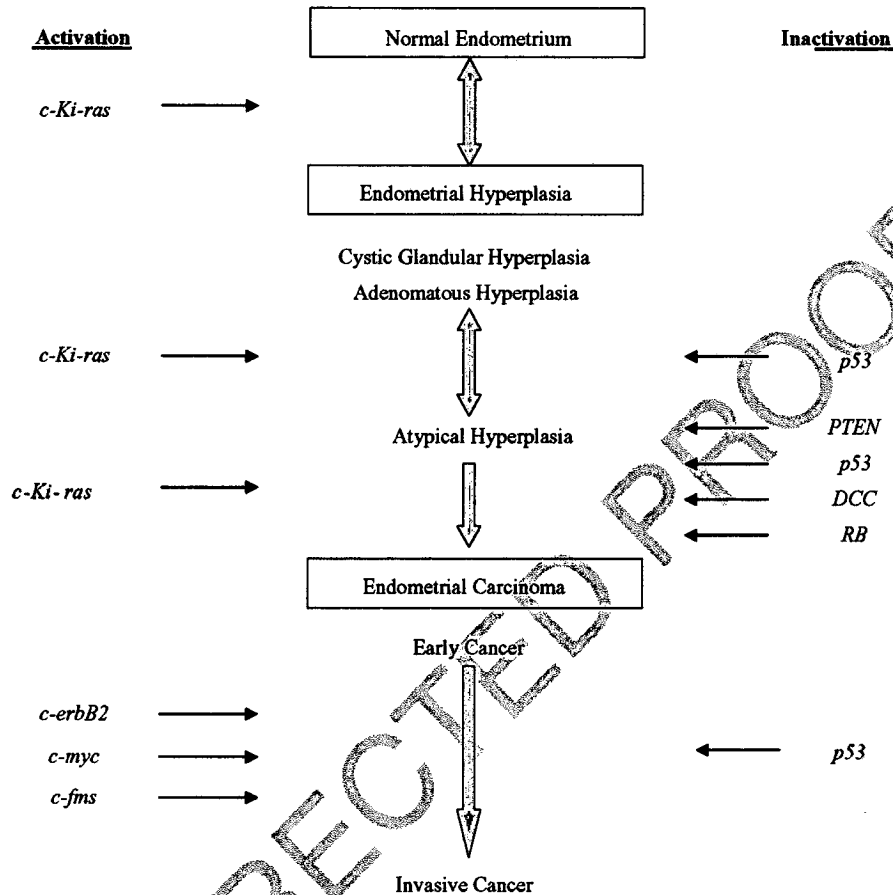 Activation
Normal Endometrium
Inactivation
c-Ki-ras
Endometrial Hyperplasia
Cystic Glandular Hyperplasia
Adenomatous Hyperplasia
c-Ki-ras
p53
Atypical Hyperplasia
PTEN
p53
c-Ki-ras
DCC
RB
Endometrial Carcinoma
Early Cancer
c-erbB2
c-myc
p53
c-fms
Invasive Cancer
RECTED PROOF